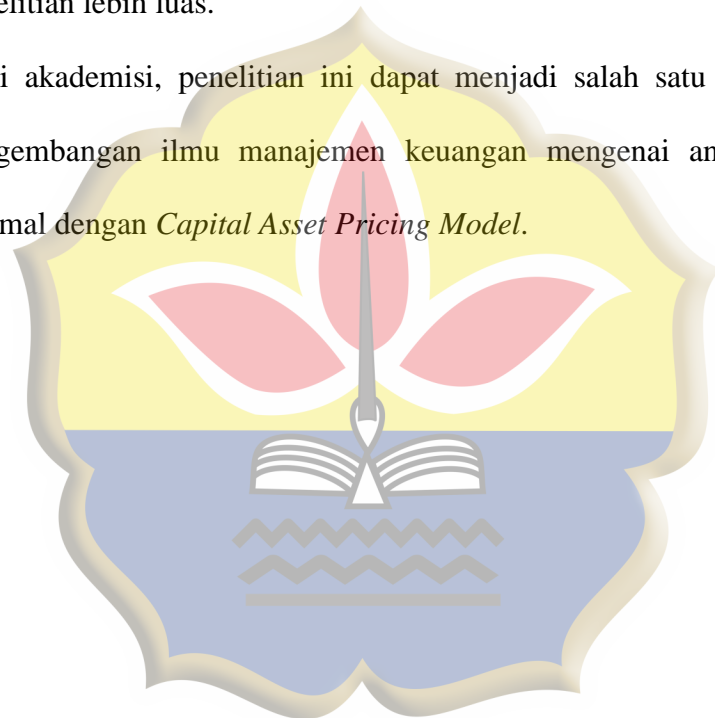 elitian lebih luas.
i akademisi, penelitian ini dapat menjadi salah satu
gembangan ilmu manajemen keuangan mengenai an
mal dengan Capital Asset Pricing Model.